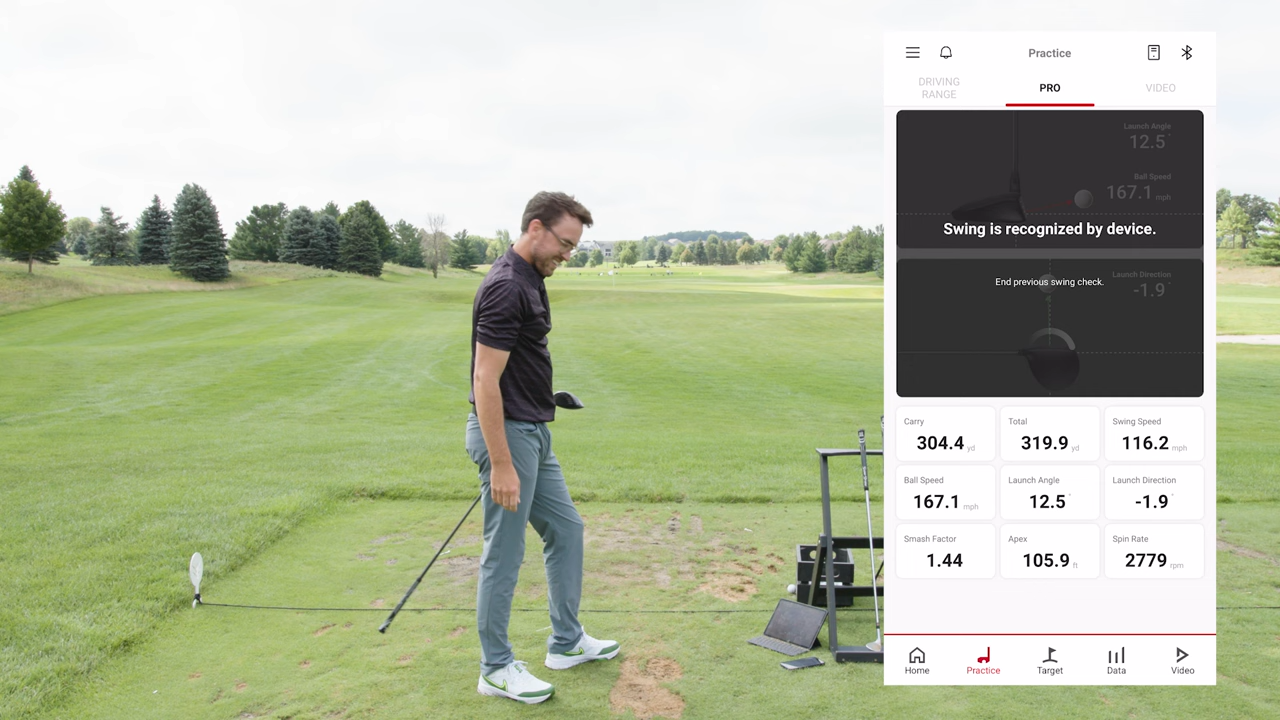 Practice
DRIVING
RANGE
PRO
VIDEO
Launch Angle
12.5°
Ball Speed
167.1 mph
Swing is recognized by device.
Launch Direction
End previous swing check.
-1.9°
Carry
304.4 yd
Total
319.9 yd
Swing Speed
116.2 mph
Ball Speed
167.1 mph
Launch Angle
12.5°
Launch Direction
-1.9°
Smash Factor
1.44
Apex
105.9 ft
Spin Rate
2779 rpm
Home
Practice
Target
Data
Video